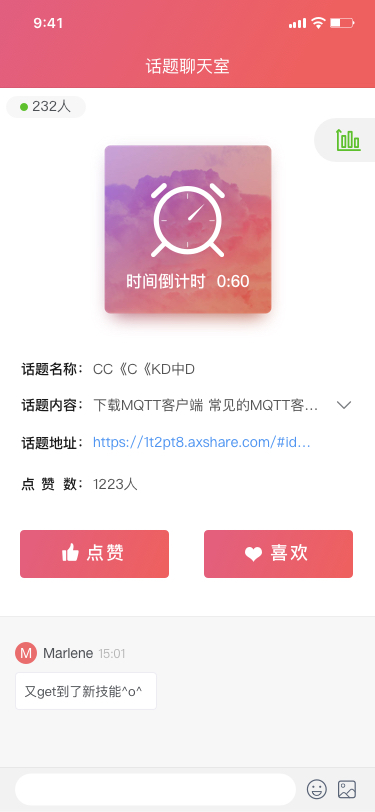 9:41
话题聊天室
232人
时间倒计时 0:60
话题名称： CC《C《KD中D
话题内容： 下载MQTT客户端 常见的MQTT客...
话题地址： https://1t2pt8.axshare.com/#id...
点 赞 数： 1223人
点赞
喜欢
M Marlene 15:01
又get到了新技能^o^